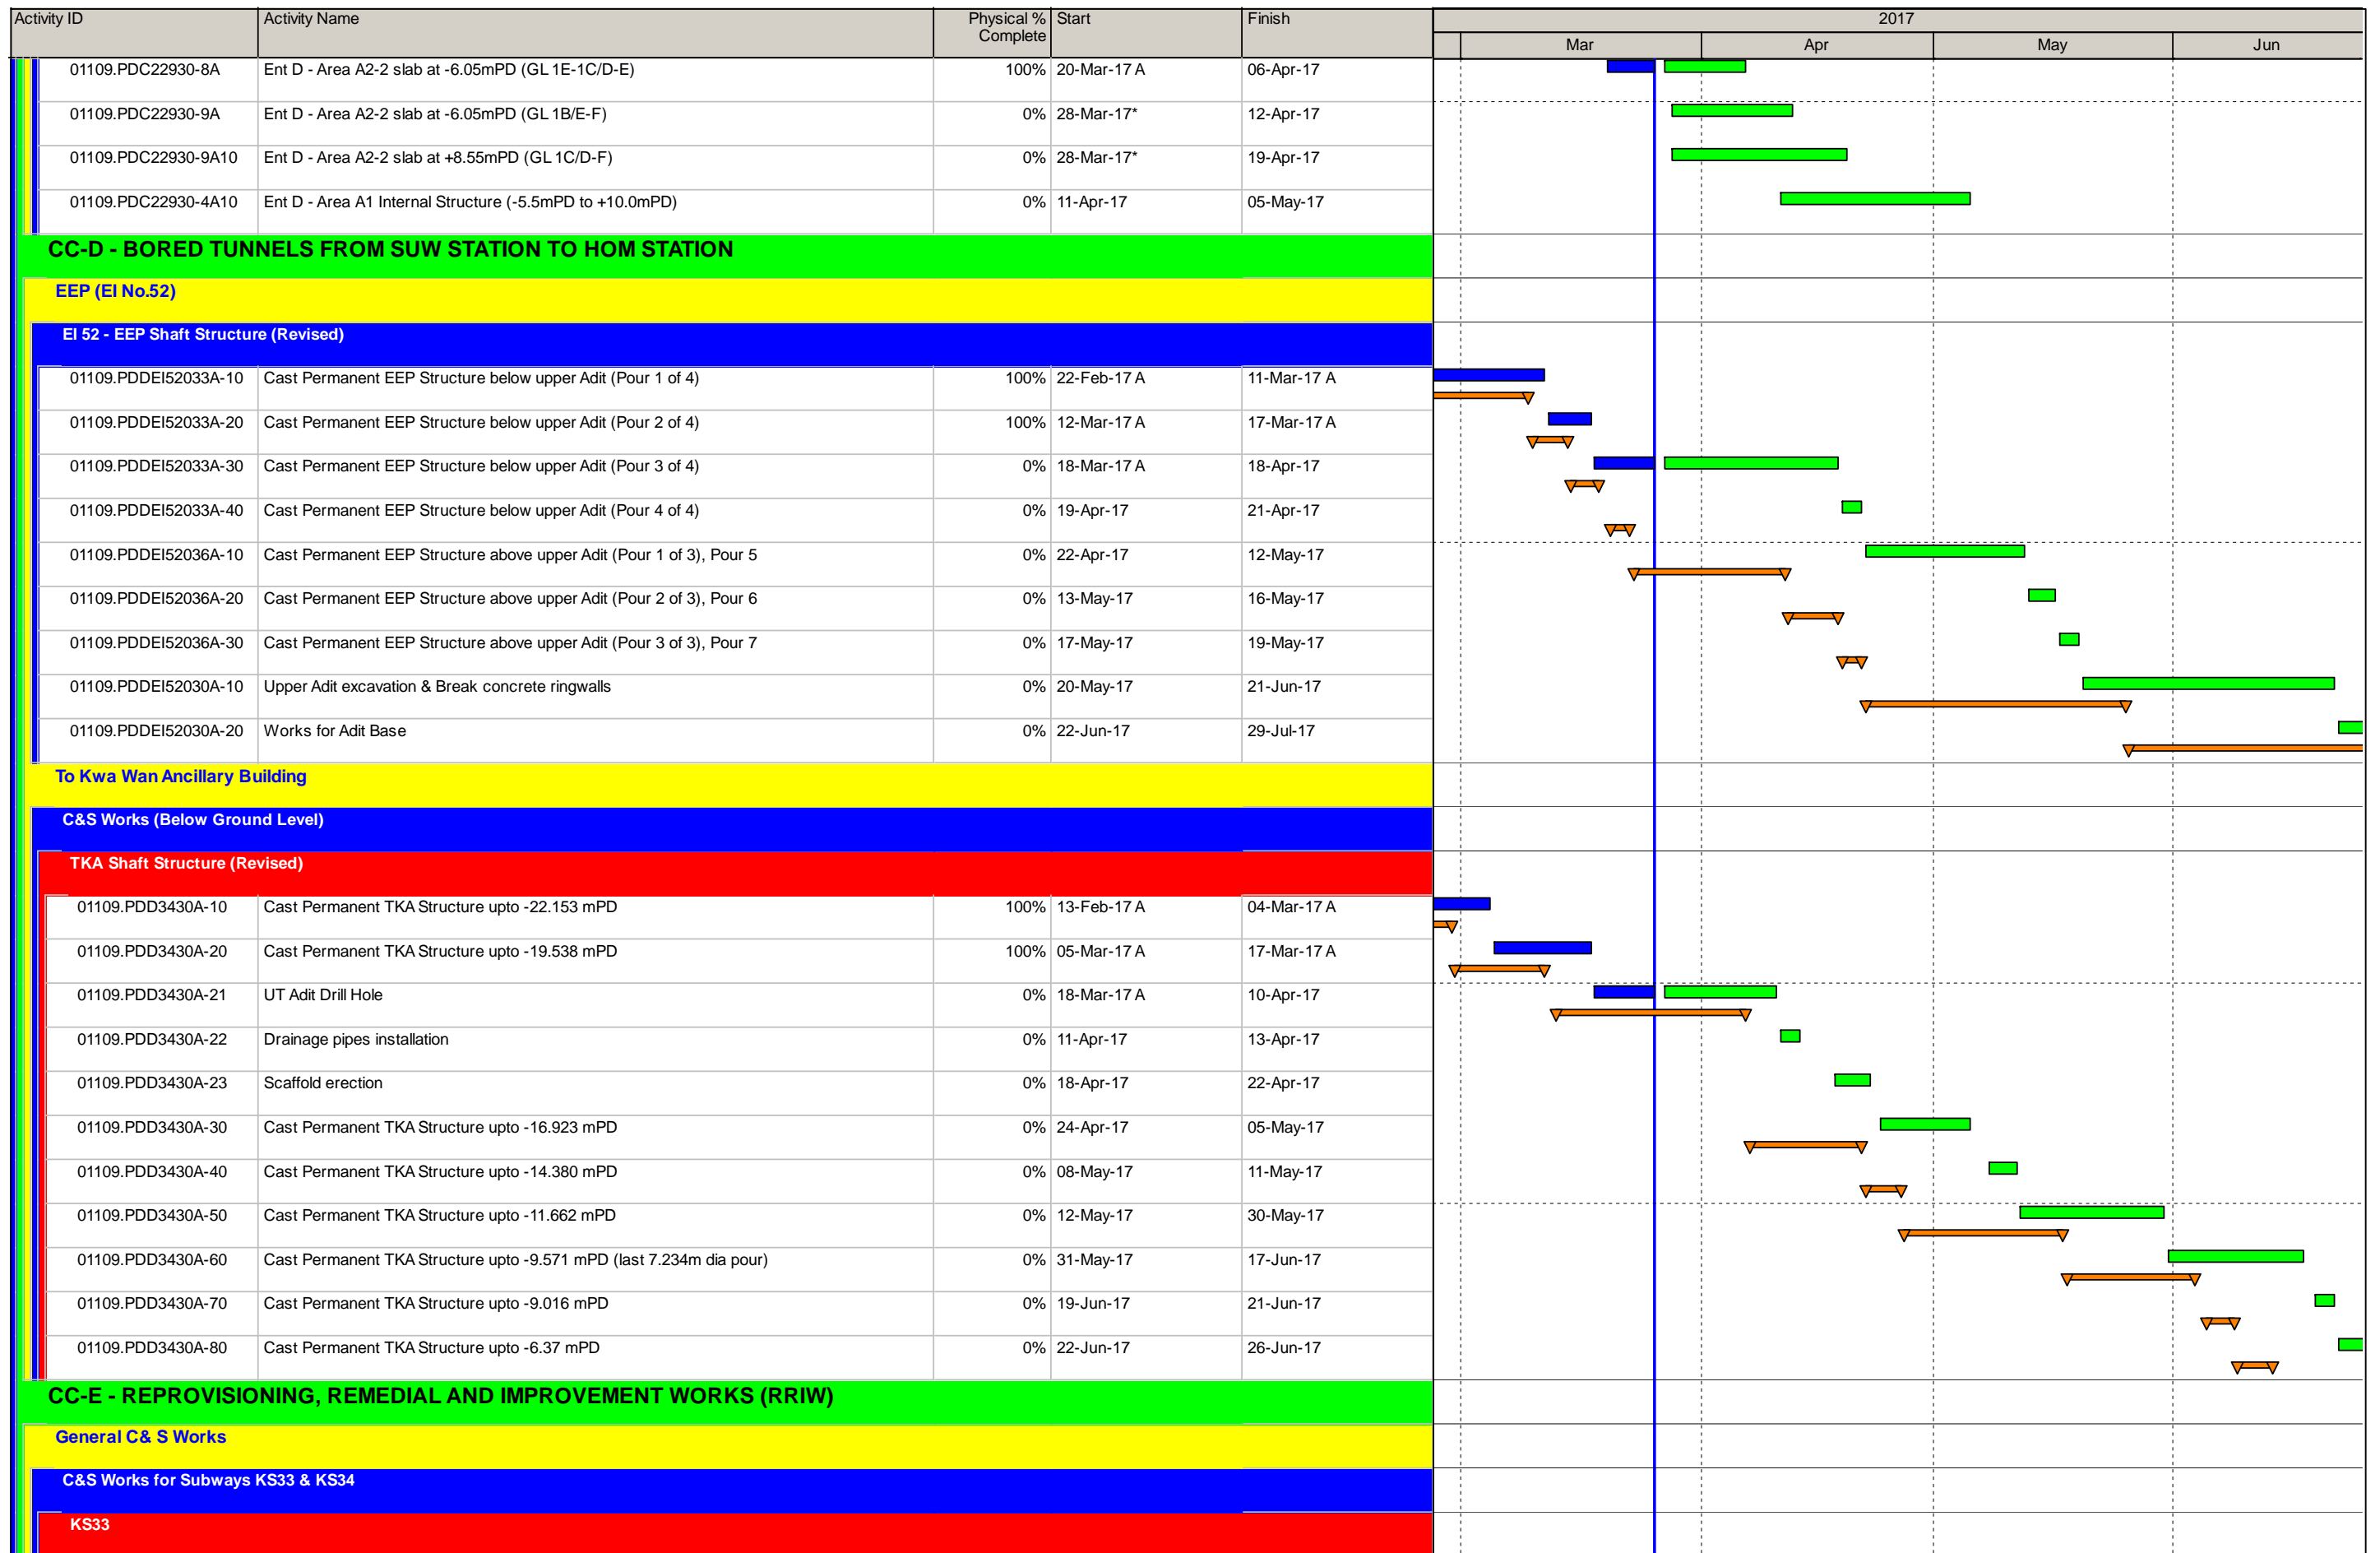 Activity ID Activity Name Physical % Complete Start Finish 2017
Mar Apr May Jun
01109.PDC22930-8A Ent D - Area A2-2 slab at -6.05mPD (GL 1E-1C/D-E) 100% 20-Mar-17 A 06-Apr-17
01109.PDC22930-9A Ent D - Area A2-2 slab at -6.05mPD (GL 1B/E-F) 0% 28-Mar-17* 12-Apr-17
01109.PDC22930-9A10 Ent D - Area A2-2 slab at +8.55mPD (GL 1C/D-F) 0% 28-Mar-17* 19-Apr-17
01109.PDC22930-4A10 Ent D - Area A1 Internal Structure (-5.5mPD to +10.0mPD) 0% 11-Apr-17 05-May-17
CC-D - BORED TUNNELS FROM SUW STATION TO HOM STATION
EEP (EI No.52)
EI 52 - EEP Shaft Structure (Revised)
01109.PDDEI52033A-10 Cast Permanent EEP Structure below upper Adit (Pour 1 of 4) 100% 22-Feb-17 A 11-Mar-17 A
01109.PDDEI52033A-20 Cast Permanent EEP Structure below upper Adit (Pour 2 of 4) 100% 12-Mar-17 A 17-Mar-17 A
01109.PDDEI52033A-30 Cast Permanent EEP Structure below upper Adit (Pour 3 of 4) 0% 18-Mar-17 A 18-Apr-17
01109.PDDEI52033A-40 Cast Permanent EEP Structure below upper Adit (Pour 4 of 4) 0% 19-Apr-17 21-Apr-17
01109.PDDEI52036A-10 Cast Permanent EEP Structure above upper Adit (Pour 1 of 3), Pour 5 0% 22-Apr-17 12-May-17
01109.PDDEI52036A-20 Cast Permanent EEP Structure above upper Adit (Pour 2 of 3), Pour 6 0% 13-May-17 16-May-17
01109.PDDEI52036A-30 Cast Permanent EEP Structure above upper Adit (Pour 3 of 3), Pour 7 0% 17-May-17 19-May-17
01109.PDDEI52030A-10 Upper Adit excavation & Break concrete ringwalls 0% 20-May-17 21-Jun-17
01109.PDDEI52030A-20 Works for Adit Base 0% 22-Jun-17 29-Jul-17
To Kwa Wan Ancillary Building
C&S Works (Below Ground Level)
TKA Shaft Structure (Revised)
01109.PDD3430A-10 Cast Permanent TKA Structure upto -22.153 mPD 100% 13-Feb-17 A 04-Mar-17 A
01109.PDD3430A-20 Cast Permanent TKA Structure upto -19.538 mPD 100% 05-Mar-17 A 17-Mar-17 A
01109.PDD3430A-21 UT Adit Drill Hole 0% 18-Mar-17 A 10-Apr-17
01109.PDD3430A-22 Drainage pipes installation 0% 11-Apr-17 13-Apr-17
01109.PDD3430A-23 Scaffold erection 0% 18-Apr-17 22-Apr-17
01109.PDD3430A-30 Cast Permanent TKA Structure upto -16.923 mPD 0% 24-Apr-17 05-May-17
01109.PDD3430A-40 Cast Permanent TKA Structure upto -14.380 mPD 0% 08-May-17 11-May-17
01109.PDD3430A-50 Cast Permanent TKA Structure upto -11.662 mPD 0% 12-May-17 30-May-17
01109.PDD3430A-60 Cast Permanent TKA Structure upto -9.571 mPD (last 7.234m dia pour) 0% 31-May-17 17-Jun-17
01109.PDD3430A-70 Cast Permanent TKA Structure upto -9.016 mPD 0% 19-Jun-17 21-Jun-17
01109.PDD3430A-80 Cast Permanent TKA Structure upto -6.37 mPD 0% 22-Jun-17 26-Jun-17
CC-E - REPROVISIONING, REMEDIAL AND IMPROVEMENT WORKS (RRIW)
General C& S Works
C&S Works for Subways KS33 & KS34
KS33